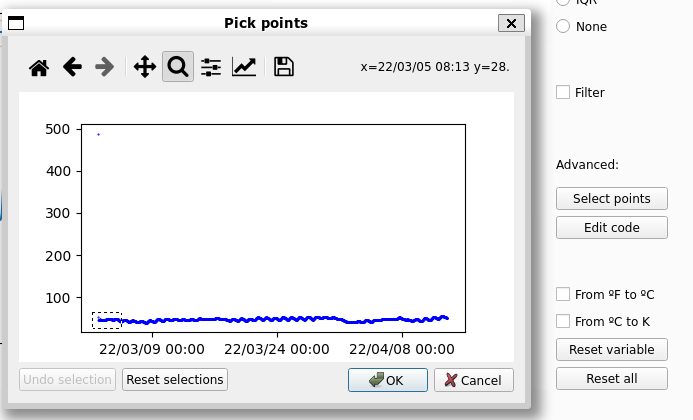 IQR
Pick points
None
x=22/03/05 08:13 y=28.
Filter
500
400
300
200
100
22/03/09 00:00 22/03/24 00:00 22/04/08 00:00
Undo selection Reset selections OK Cancel
Advanced:
Select points
Edit code
From ºF to ºC
From ºC to K
Reset variable
Reset all